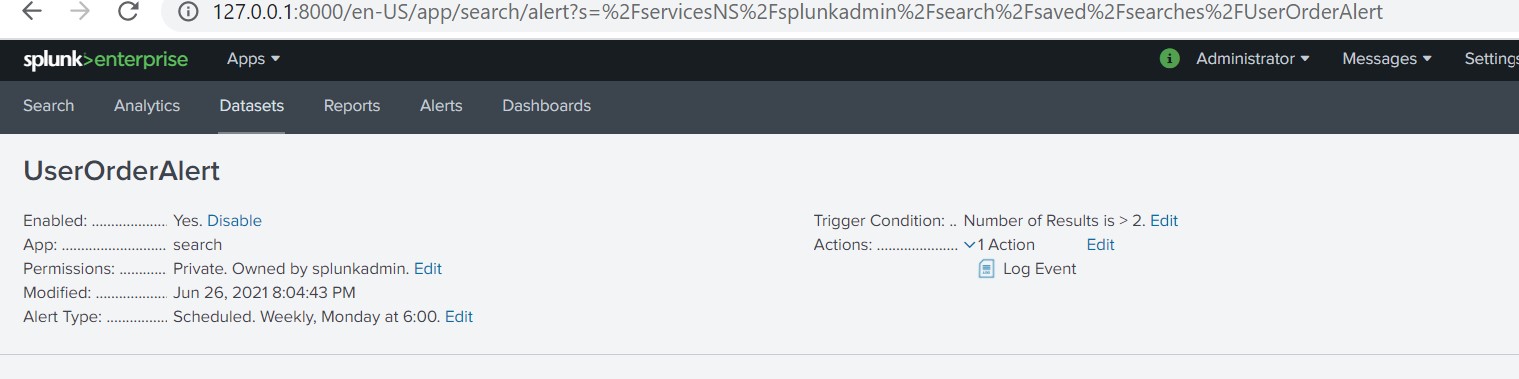 127.0.0.1:8000/en-US/app/search/alert?s=%2FservicesNS%2Fsplunkadmin%2Fsearch%2Fsaved%2Fsearches%2FUserOrderAlert
splunk>enterprise Apps Administrator Messages Settings
Search Analytics Datasets Reports Alerts Dashboards
UserOrderAlert
Enabled: ................... Yes. Disable
App: .......................... search
Permissions: ............ Private. Owned by splunkadmin. Edit
Modified: .................. Jun 26, 2021 8:04:43 PM
Alert Type: ................ Scheduled. Weekly, Monday at 6:00. Edit
Trigger Condition: .. Number of Results is > 2. Edit
Actions: ...................... 1 Action Edit
Log Event